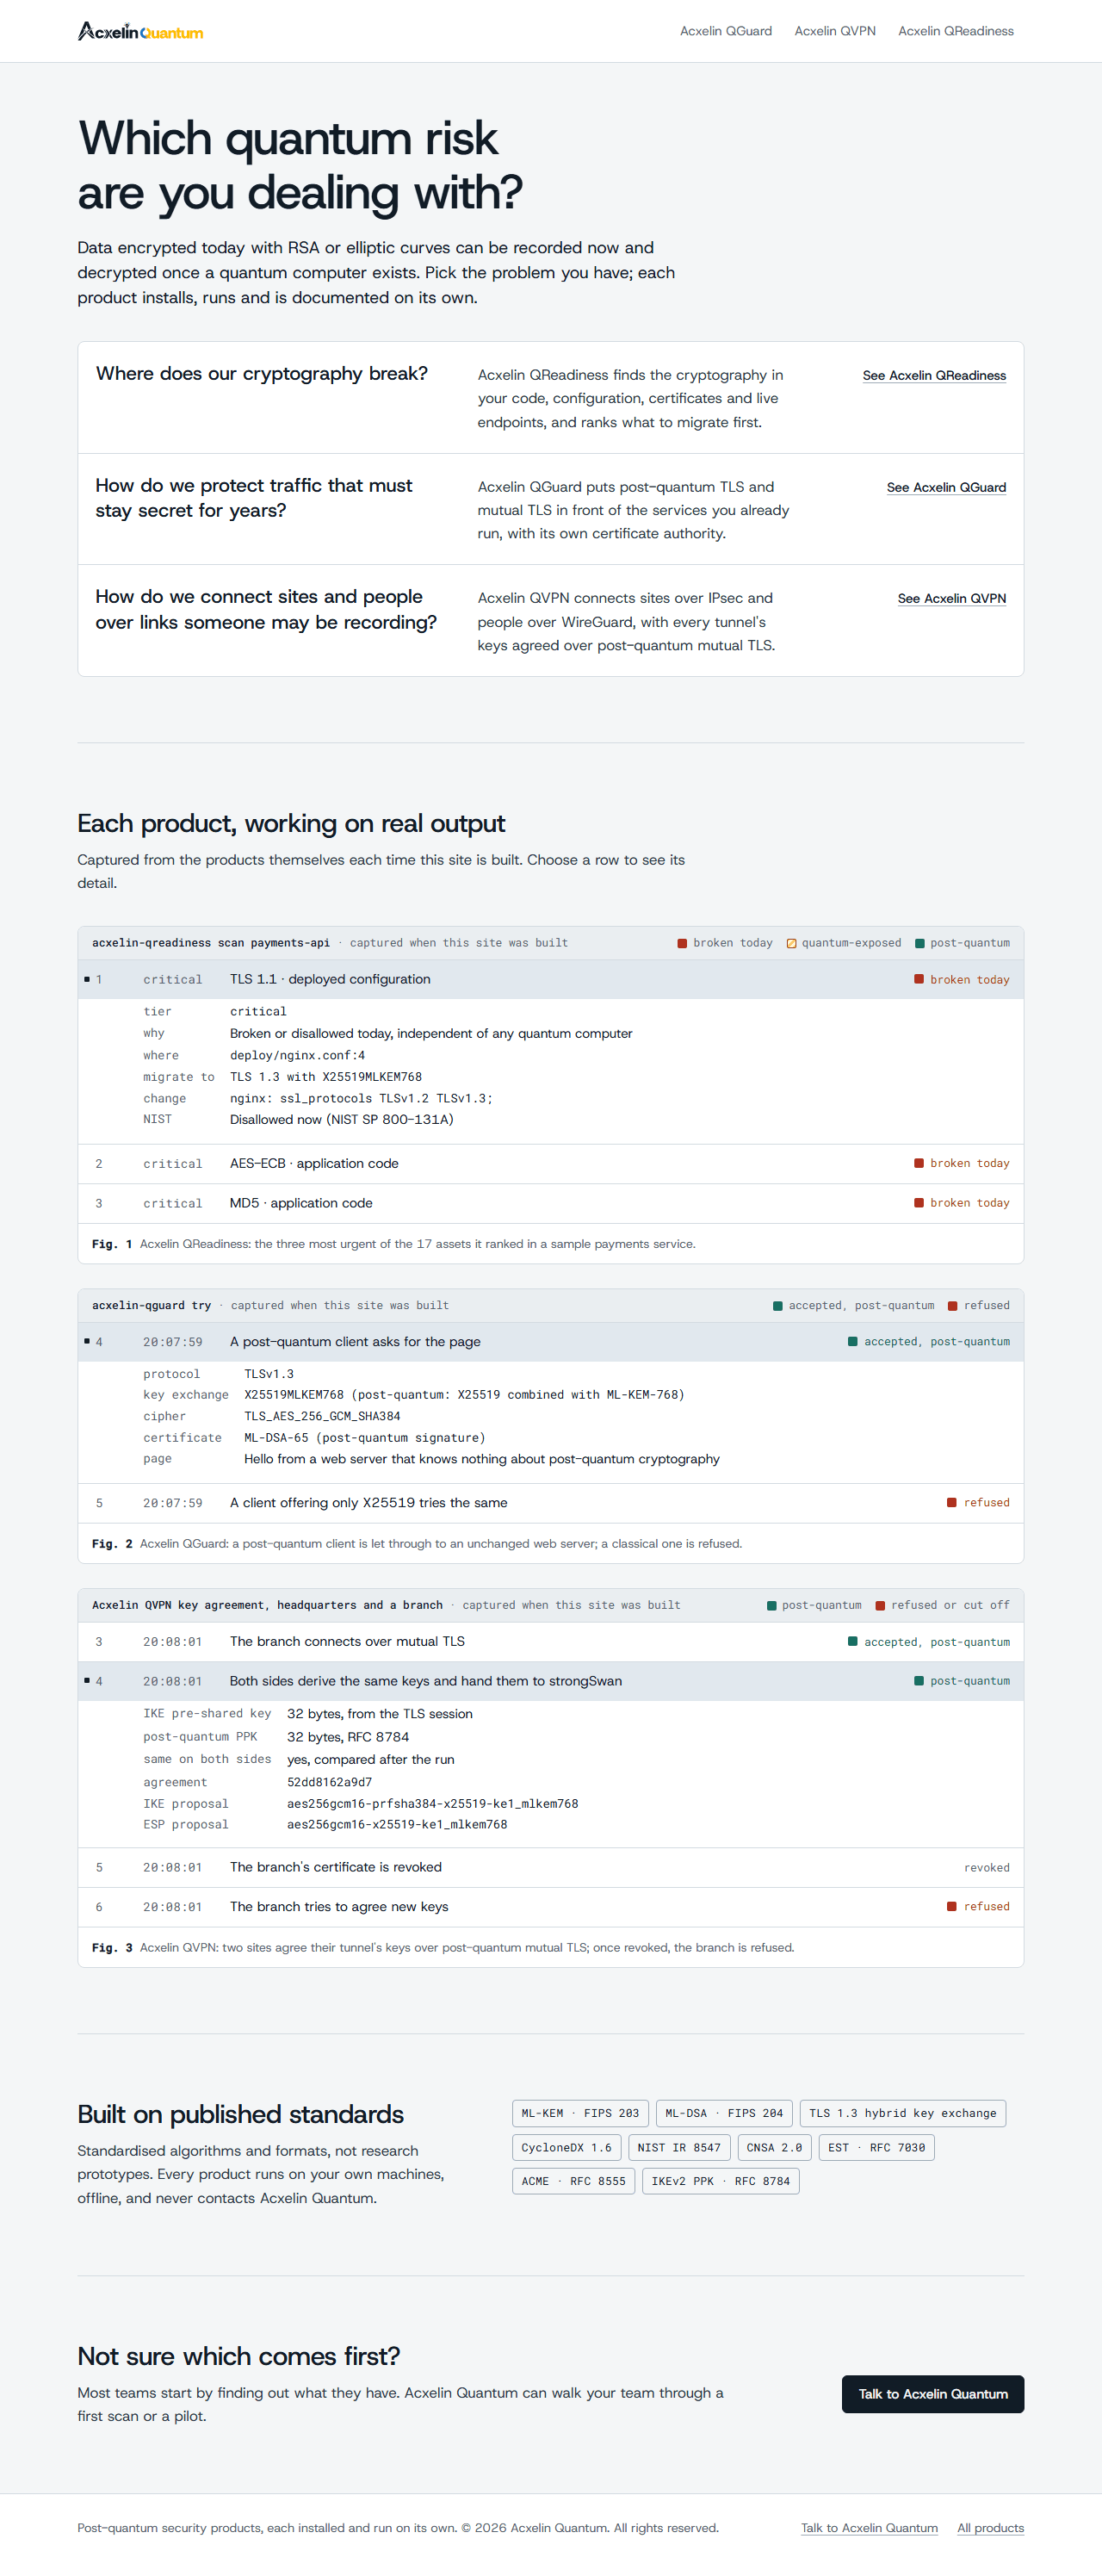 Acxelin Quantum
Acxelin QGuard Acxelin QVPN Acxelin QReadiness
Which quantum risk
are you dealing with?
Data encrypted today with RSA or elliptic curves can be recorded now and
decrypted once a quantum computer exists. Pick the problem you have; each
product installs, runs and is documented on its own.
Where does our cryptography break?
Acxelin QReadiness finds the cryptography in
your code, configuration, certificates and live
endpoints, and ranks what to migrate first.
See Acxelin QReadiness
How do we protect traffic that must
stay secret for years?
Acxelin QGuard puts post-quantum TLS and
mutual TLS in front of the services you already
run, with its own certificate authority.
See Acxelin QGuard
How do we connect sites and people
over links someone may be recording?
Acxelin QVPN connects sites over IPsec and
people over WireGuard, with every tunnel's
keys agreed over post-quantum mutual TLS.
See Acxelin QVPN
Each product, working on real output
Captured from the products themselves each time this site is built. Choose a row to see its
detail.
acxelin-qreadiness scan payments-api · captured when this site was built broken today quantum-exposed post-quantum
1 critical TLS 1.1 · deployed configuration broken today
tier critical
why Broken or disallowed today, independent of any quantum computer
where deploy/nginx.conf:4
migrate to TLS 1.3 with X25519MLKEM768
change nginx: ssl_protocols TLSv1.2 TLSv1.3;
NIST Disallowed now (NIST SP 800-131A)
2 critical AES-ECB · application code broken today
3 critical MD5 · application code broken today
Fig. 1 Acxelin QReadiness: the three most urgent of the 17 assets it ranked in a sample payments service.
acxelin-qguard try · captured when this site was built accepted, post-quantum refused
4 20:07:59 A post-quantum client asks for the page accepted, post-quantum
protocol TLSv1.3
key exchange X25519MLKEM768 (post-quantum: X25519 combined with ML-KEM-768)
cipher TLS_AES_256_GCM_SHA384
certificate ML-DSA-65 (post-quantum signature)
page Hello from a web server that knows nothing about post-quantum cryptography
5 20:07:59 A client offering only X25519 tries the same refused
Fig. 2 Acxelin QGuard: a post-quantum client is let through to an unchanged web server; a classical one is refused.
Acxelin QVPN key agreement, headquarters and a branch · captured when this site was built post-quantum refused or cut off
3 20:08:01 The branch connects over mutual TLS accepted, post-quantum
4 20:08:01 Both sides derive the same keys and hand them to strongSwan post-quantum
IKE pre-shared key 32 bytes, from the TLS session
post-quantum PPK 32 bytes, RFC 8784
same on both sides yes, compared after the run
agreement 52dd8162a9d7
IKE proposal aes256gcm16-prfsha384-x25519-ke1_mlkem768
ESP proposal aes256gcm16-x25519-ke1_mlkem768
5 20:08:01 The branch's certificate is revoked revoked
6 20:08:01 The branch tries to agree new keys refused
Fig. 3 Acxelin QVPN: two sites agree their tunnel's keys over post-quantum mutual TLS; once revoked, the branch is refused.
Built on published standards
Standardised algorithms and formats, not research
prototypes. Every product runs on your own machines,
offline, and never contacts Acxelin Quantum.
ML-KEM · FIPS 203 ML-DSA · FIPS 204 TLS 1.3 hybrid key exchange
CycloneDX 1.6 NIST IR 8547 CNSA 2.0 EST · RFC 7030
ACME · RFC 8555 IKEv2 PPK · RFC 8784
Not sure which comes first?
Most teams start by finding out what they have. Acxelin Quantum can walk your team through a
first scan or a pilot.
Talk to Acxelin Quantum
Post-quantum security products, each installed and run on its own. © 2026 Acxelin Quantum. All rights reserved. Talk to Acxelin Quantum All products